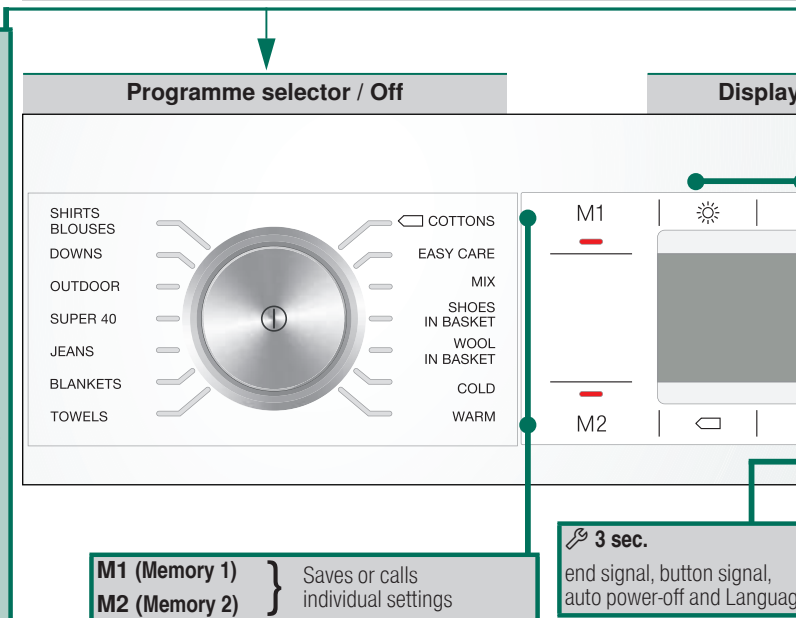 Programme selector / Off
Display
SHIRTS
BLOUSES
DOWNS
OUTDOOR
SUPER 40
JEANS
BLANKETS
TOWELS
COTTONS
EASY CARE
MIX
SHOES
IN BASKET
WOOL
IN BASKET
COLD
WARM
M1
M2
M1 (Memory 1)
M2 (Memory 2)
Saves or calls
individual settings
3 sec.
end signal, button signal,
auto power-off and Languag